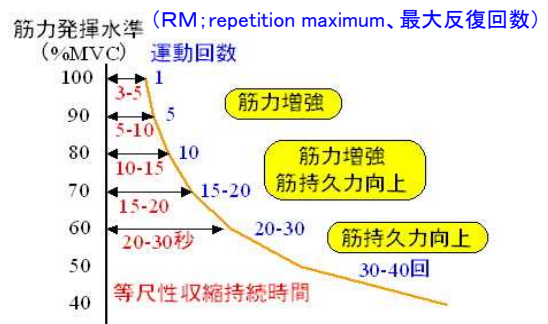 (RM;repetition maximum、最大反復回数)
筋力発揮水準
(%MVC) 運動回数
100 1
3-5
筋力増強
90 5
5-10
80 10
10-15
筋力増強
筋持久力向上
70 15-20
15-20
60 20-30
20-30秒
筋持久力向上
50 30-40回
40 等尺性収縮持続時間